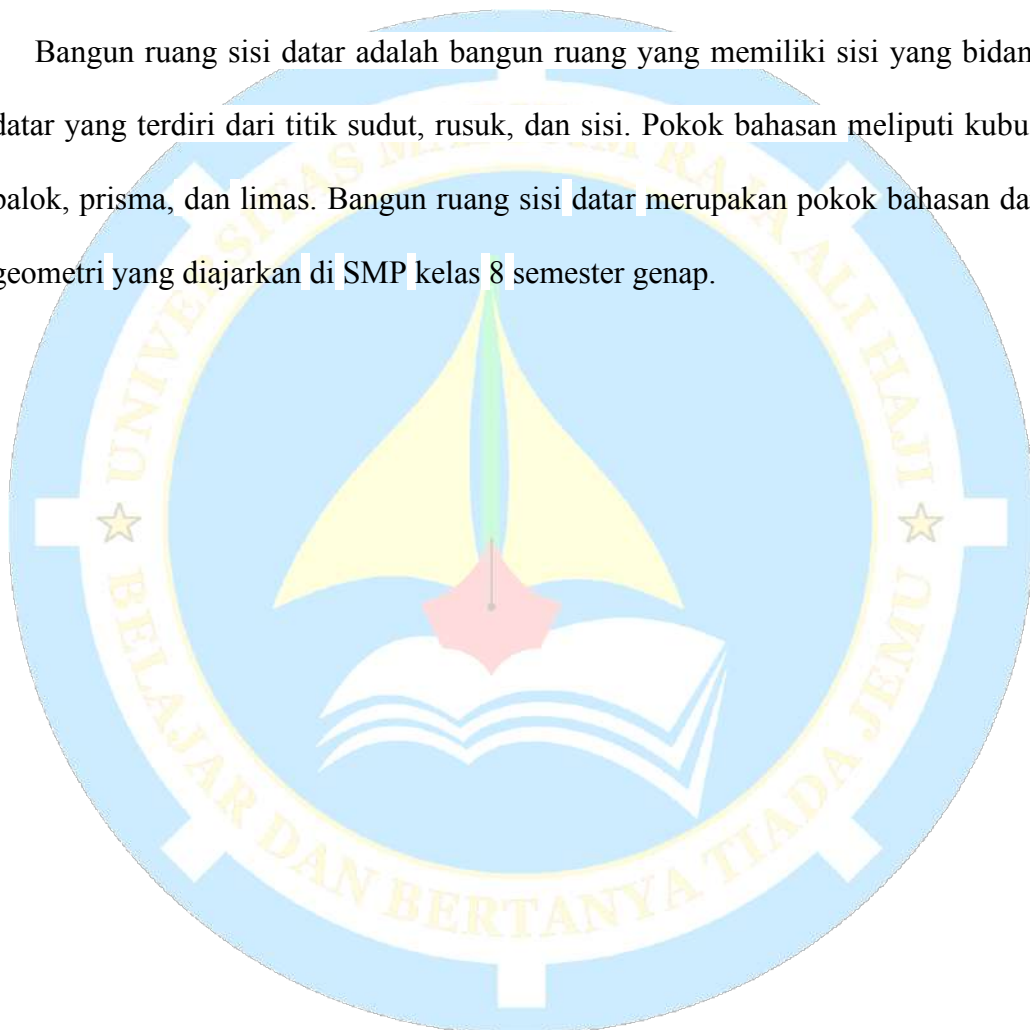 Bangun ruang sisi datar adalah bangun ruang yang memiliki sisi yang bidan
datar yang terdiri dari titik sudut, rusuk, dan sisi. Pokok bahasan meliputi kubu
balok, prisma, dan limas. Bangun ruang sisi datar merupakan pokok bahasan da
geometri yang diajarkan di SMP kelas 8 semester genap.
UNIVERSITAS MARITIM RAJA ALI HAJI
BELAJAR DAN BERTANYA TIADA JEMU